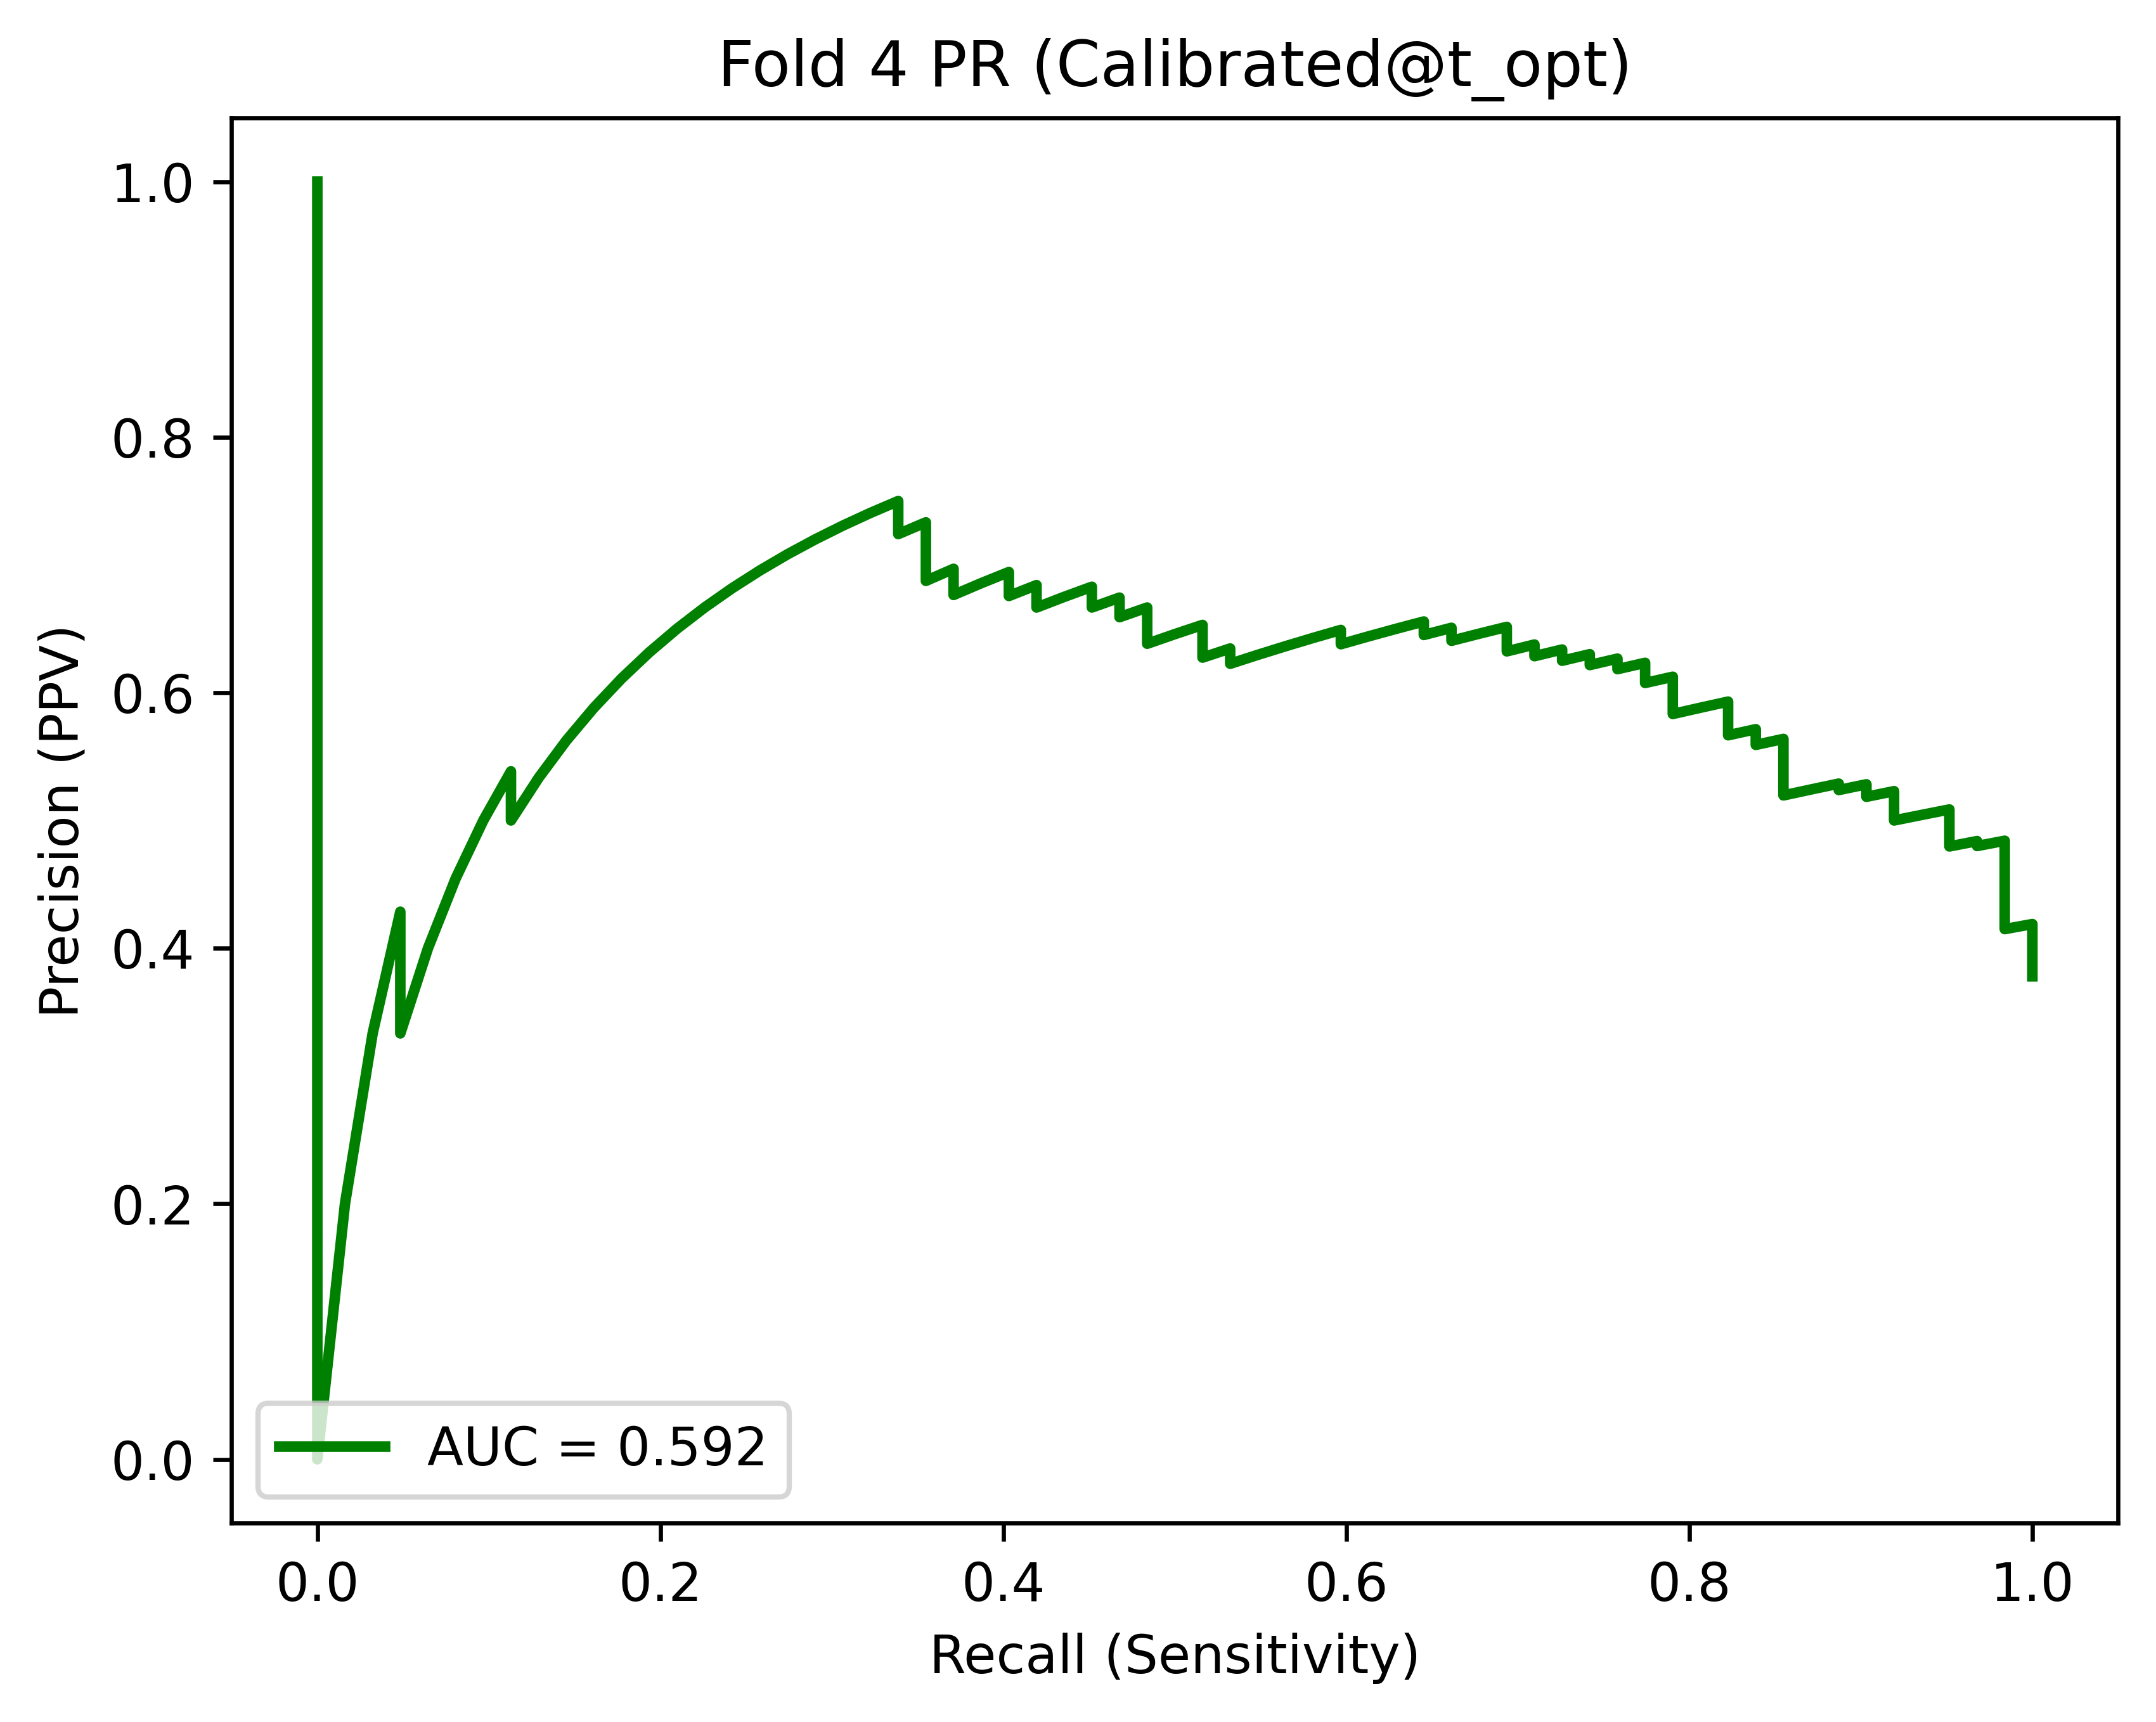 Fold 4 PR (Calibrated@t_opt)
1.0
0.8
0.6
0.4
0.2
0.0
Precision (PPV)
AUC = 0.592
0.0 0.2 0.4 0.6 0.8 1.0
Recall (Sensitivity)